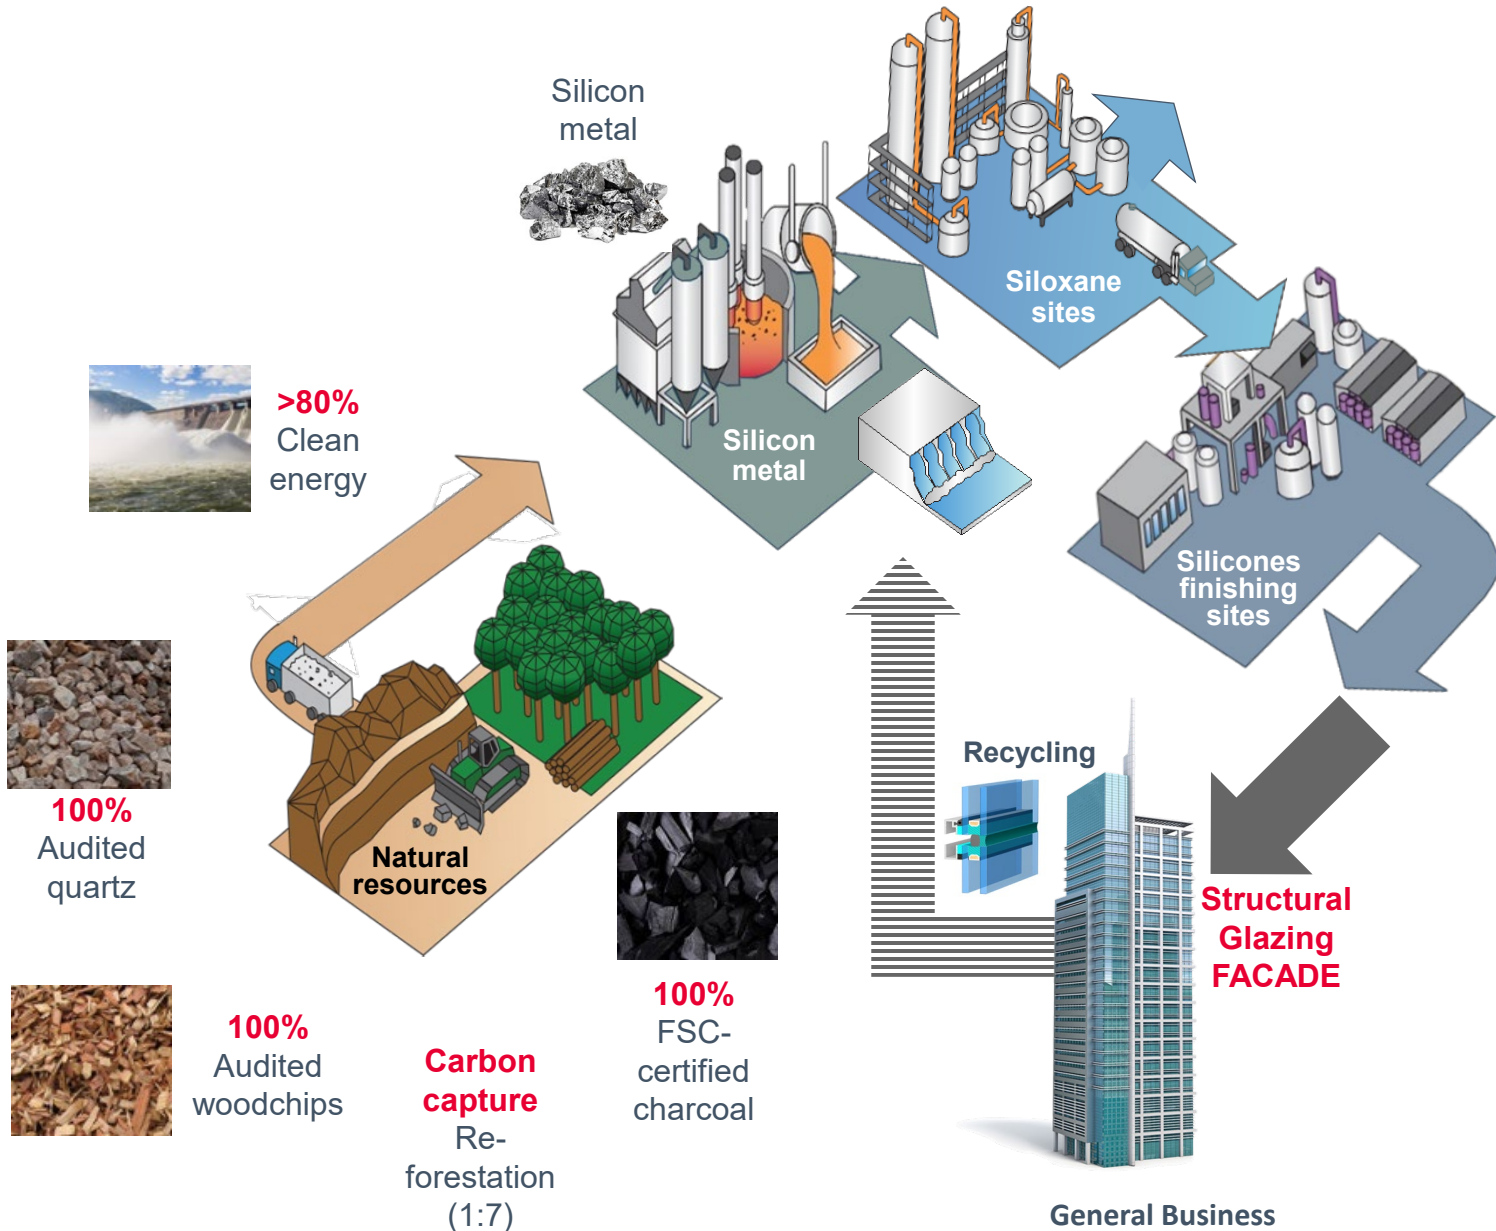 Silicon
metal
Siloxane
sites
>80%
Clean
energy
Silicon
metal
Silicones
finishing
sites
100%
Audited
quartz
Natural
resources
Recycling
Structural
Glazing
FACADE
100%
Audited
woodchips
Carbon
capture
Re-
forestation
(1:7)
100%
FSC-
certified
charcoal
General Business